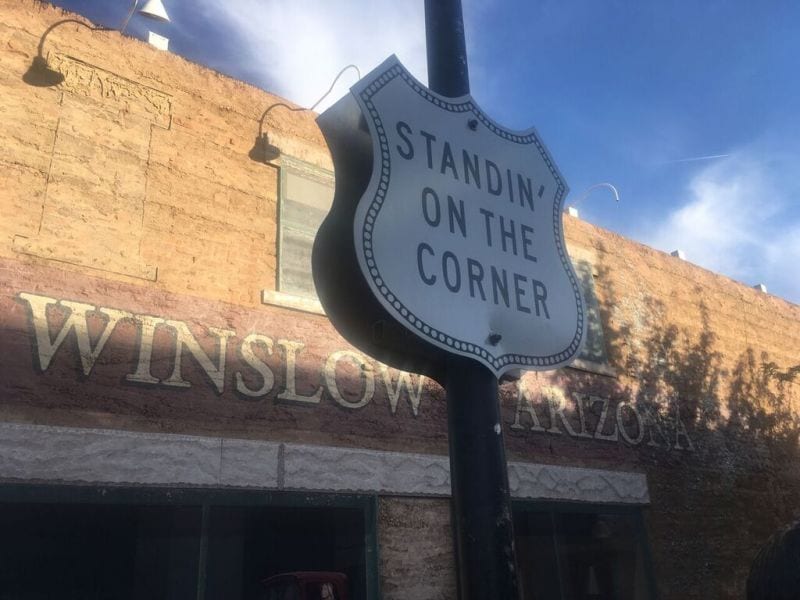 STANDIN'
ON THE
CORNER
WINSLOW ARIZONA